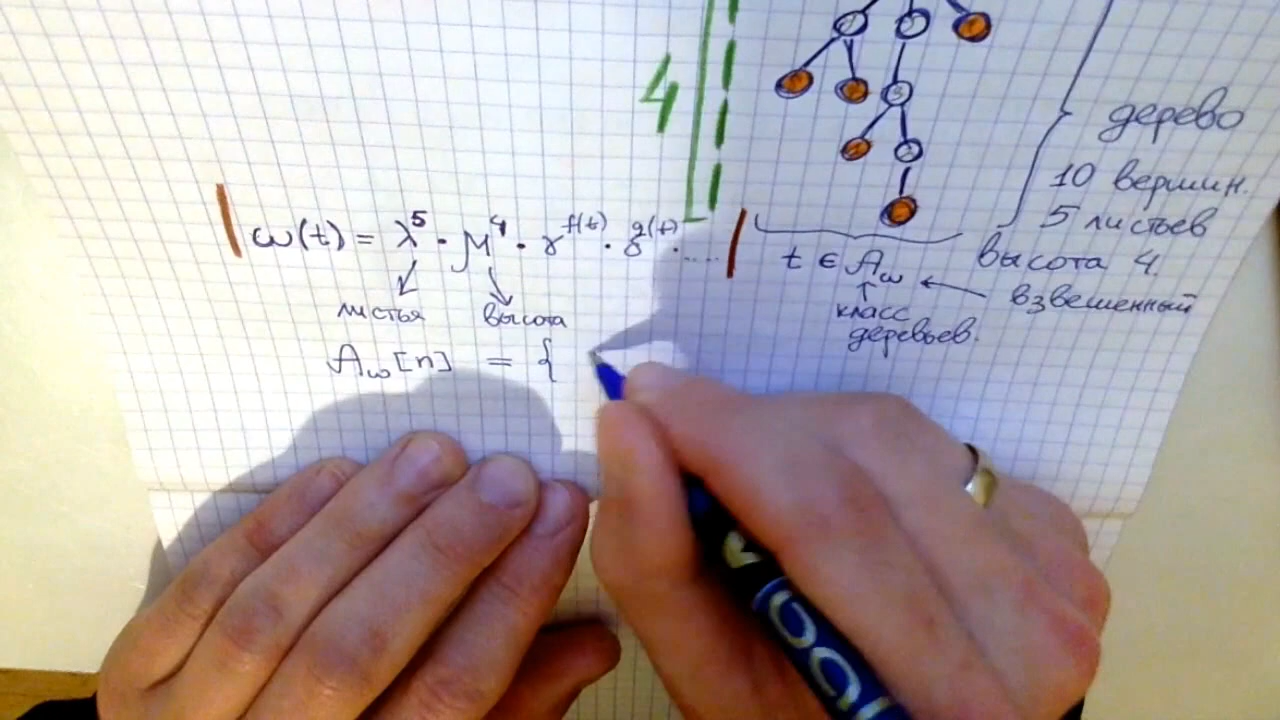 4
дерево
10 вершин.
5 листьев
высота 4
ω(t) = λ⁵ · μ⁴ · γ^f(t) · δ^g(t) · ....
t ∈ A_ω
взвешенный
листья высота
класс
деревьев.
A_ω[n] = {